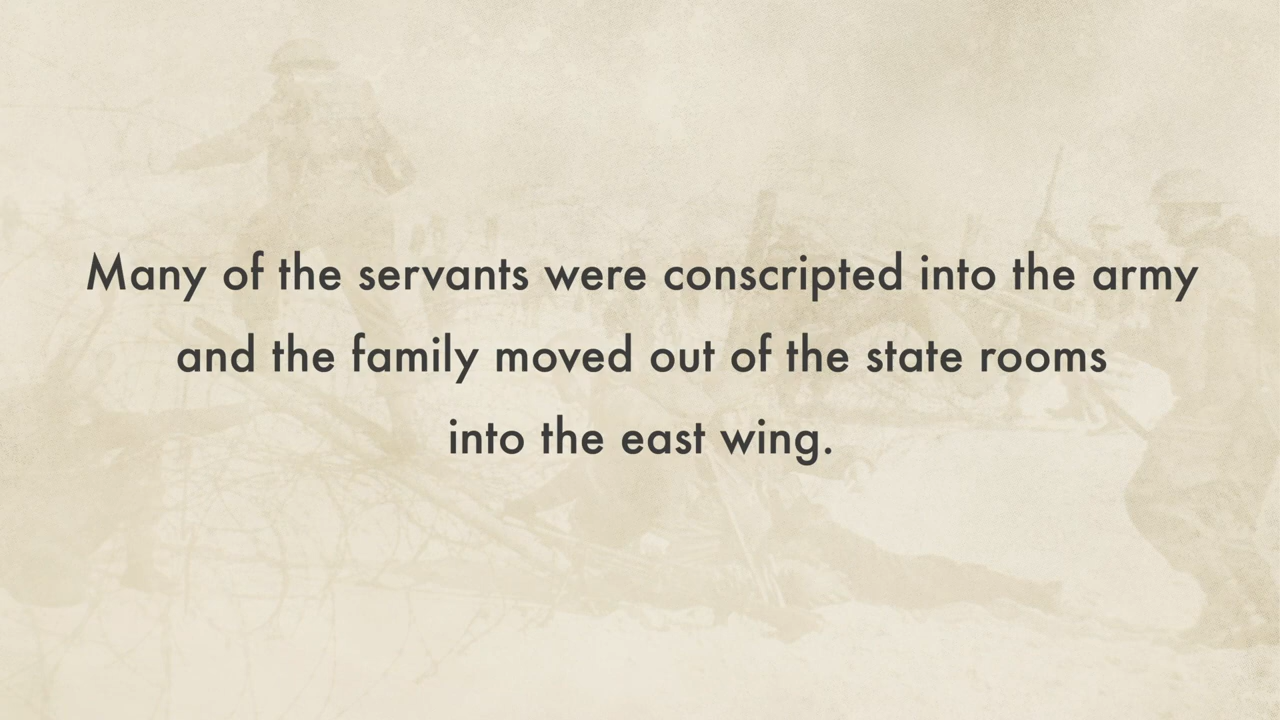 Many of the servants were conscripted into the army
and the family moved out of the state rooms
into the east wing.